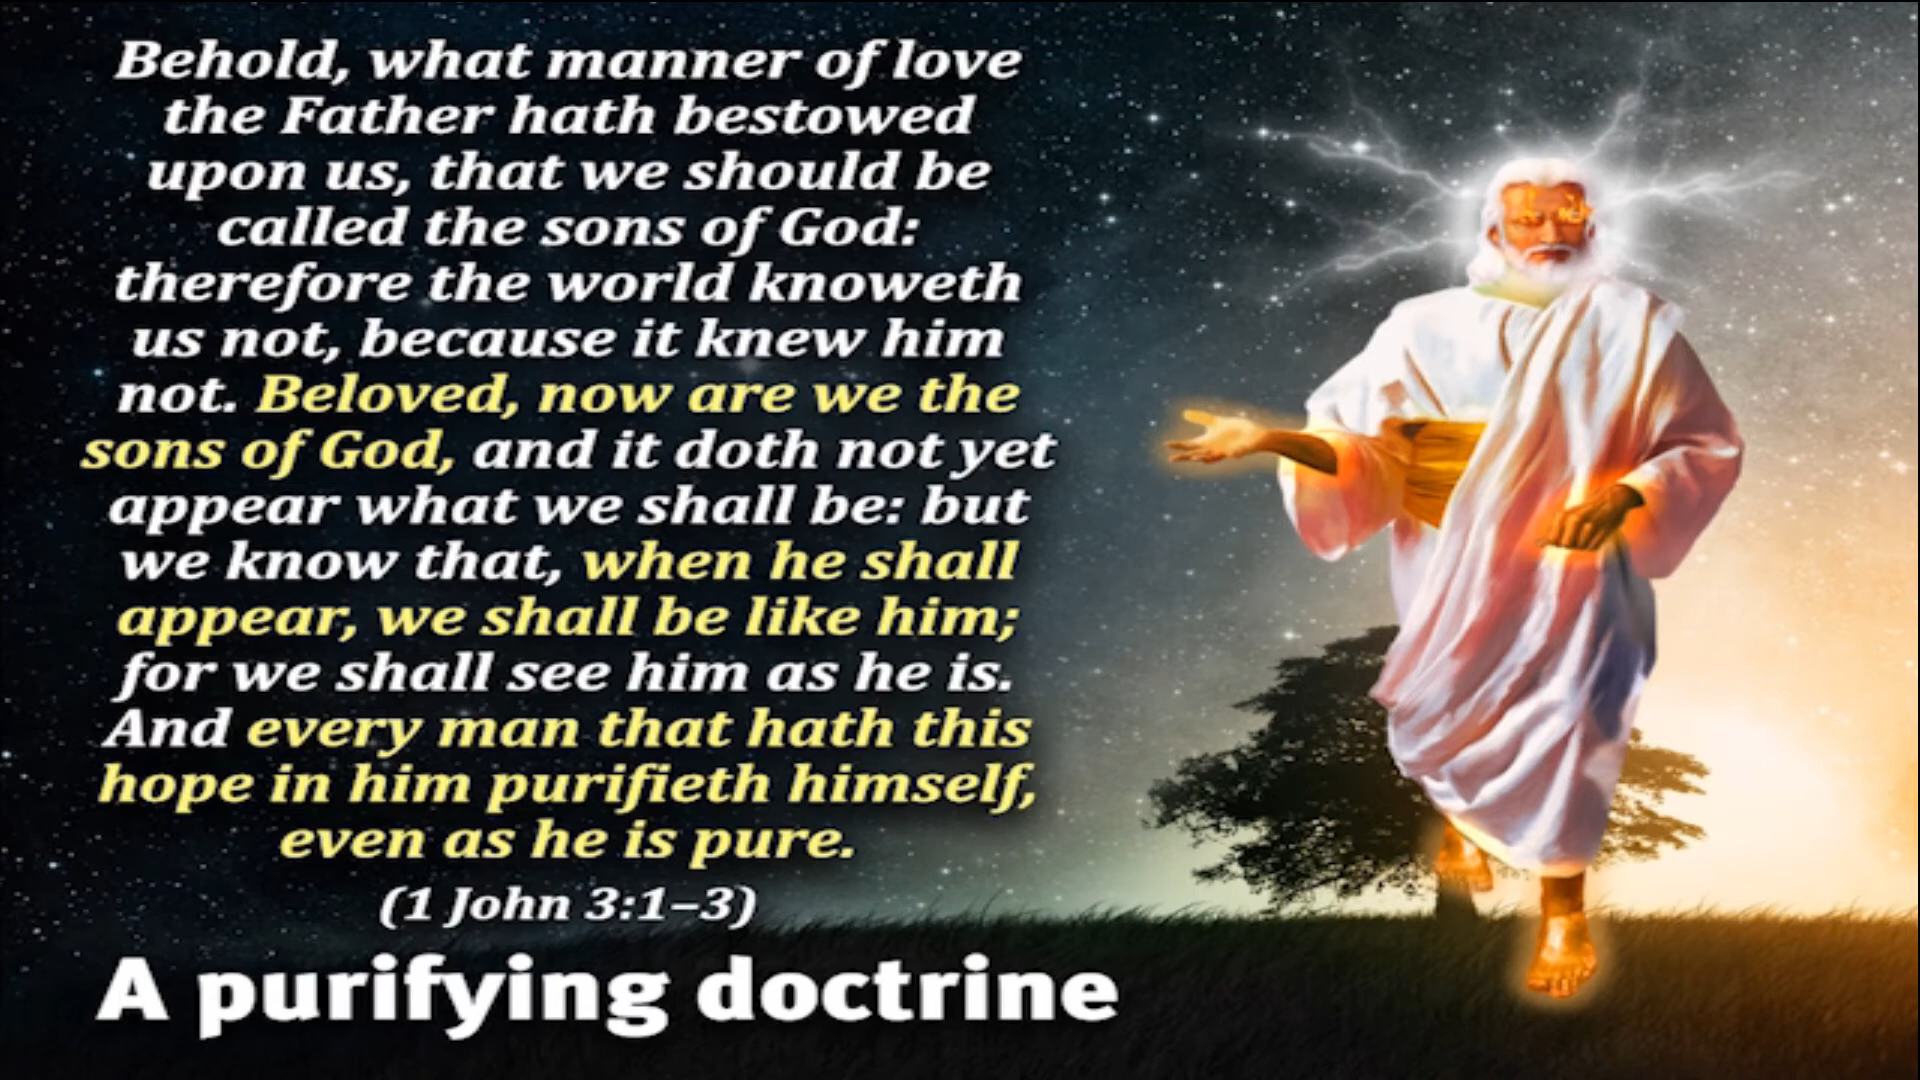 Behold, what manner of love
the Father hath bestowed
upon us, that we should be
called the sons of God:
therefore the world knoweth
us not, because it knew him
not. Beloved, now are we the
sons of God, and it doth not yet
appear what we shall be: but
we know that, when he shall
appear, we shall be like him;
for we shall see him as he is.
And every man that hath this
hope in him purifieth himself,
even as he is pure.
(1 John 3:1–3)
A purifying doctrine